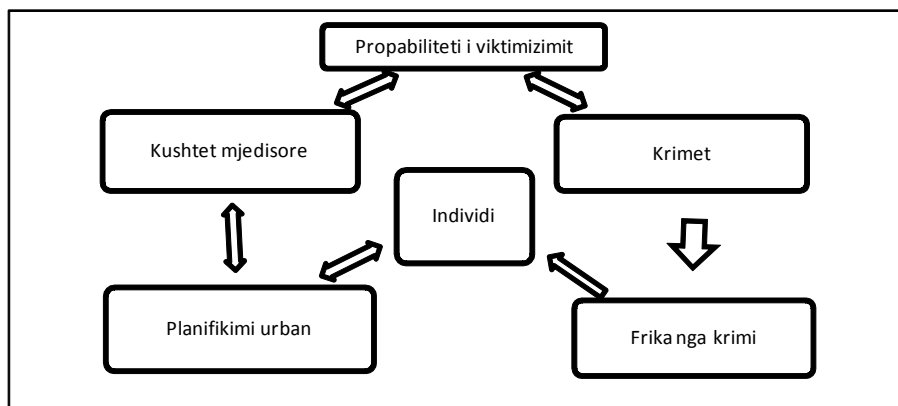 Propabiliteti i viktimizimit
Kushtet mjedisore
Krimet
Individi
Planifikimi urban
Frika nga krimi